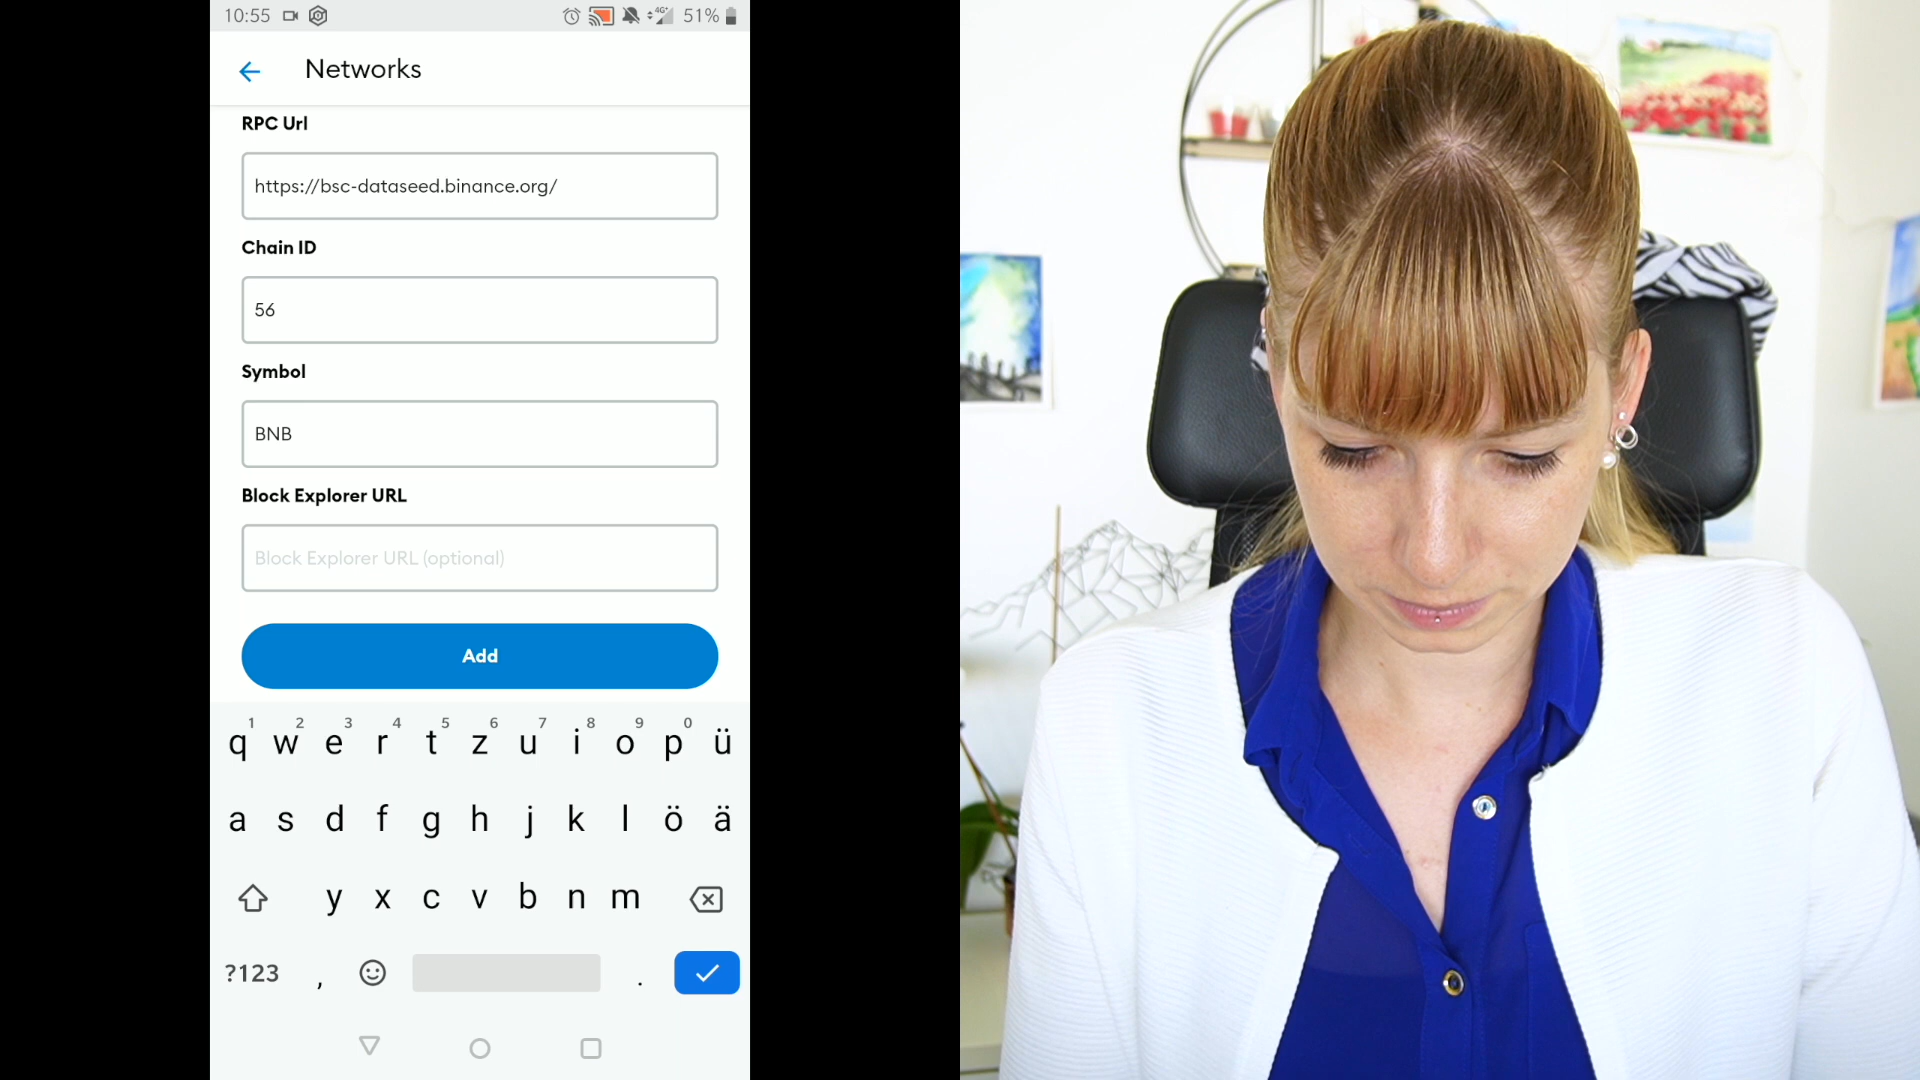 10:55 4G+ 51%
Networks
RPC Url
https://bsc-dataseed.binance.org/
Chain ID
56
Symbol
BNB
Block Explorer URL
Block Explorer URL (optional)
Add
1 2 3 4 5 6 7 8 9 0
q w e r t z u i o p ü
a s d f g h j k l ö ä
y x c v b n m
?123 , .